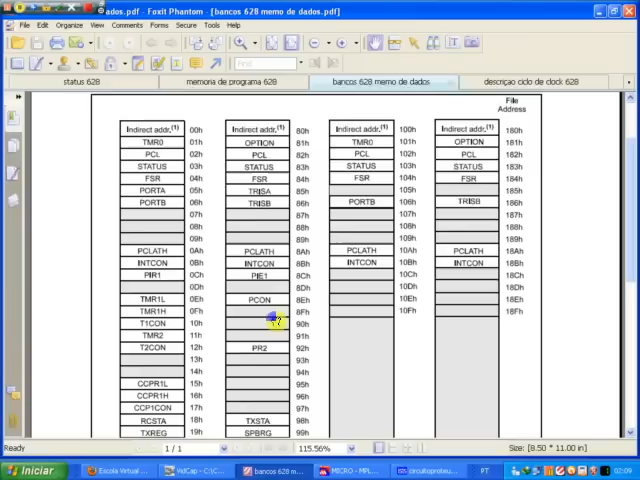 ados.pdf - Foxit Phantom - [bancos 628 memo de dados.pdf]
File Edit Organize View Comments Forms Secure Tools Help
Find
status 628 memoria de programa 628 bancos 628 memo de dados descriçao ciclo de clock 628
File
Address
Indirect addr.(1) 00h Indirect addr.(1) 80h Indirect addr.(1) 100h Indirect addr.(1) 180h
TMR0 01h OPTION 81h TMR0 101h OPTION 181h
PCL 02h PCL 82h PCL 102h PCL 182h
STATUS 03h STATUS 83h STATUS 103h STATUS 183h
FSR 04h FSR 84h FSR 104h FSR 184h
PORTA 05h TRISA 85h 105h 185h
PORTB 06h TRISB 86h PORTB 106h TRISB 186h
07h 87h 107h 187h
08h 88h 108h 188h
09h 89h 109h 189h
PCLATH 0Ah PCLATH 8Ah PCLATH 10Ah PCLATH 18Ah
INTCON 0Bh INTCON 8Bh INTCON 10Bh INTCON 18Bh
PIR1 0Ch PIE1 8Ch 10Ch 18Ch
0Dh 8Dh 10Dh 18Dh
TMR1L 0Eh PCON 8Eh 10Eh 18Eh
TMR1H 0Fh 8Fh 10Fh 18Fh
T1CON 10h 90h
TMR2 11h 91h
T2CON 12h PR2 92h
13h 93h
14h 94h
CCPR1L 15h 95h
CCPR1H 16h 96h
CCP1CON 17h 97h
RCSTA 18h TXSTA 98h
TXREG 19h SPBRG 99h
Ready 1 / 1 115.56% Size: [8.50 * 11.00 in]
Iniciar Escola Virtual ... VidCap - C:\C... bancos 628 m... MICRO - MPL... circuitoproteu... PT 02:09